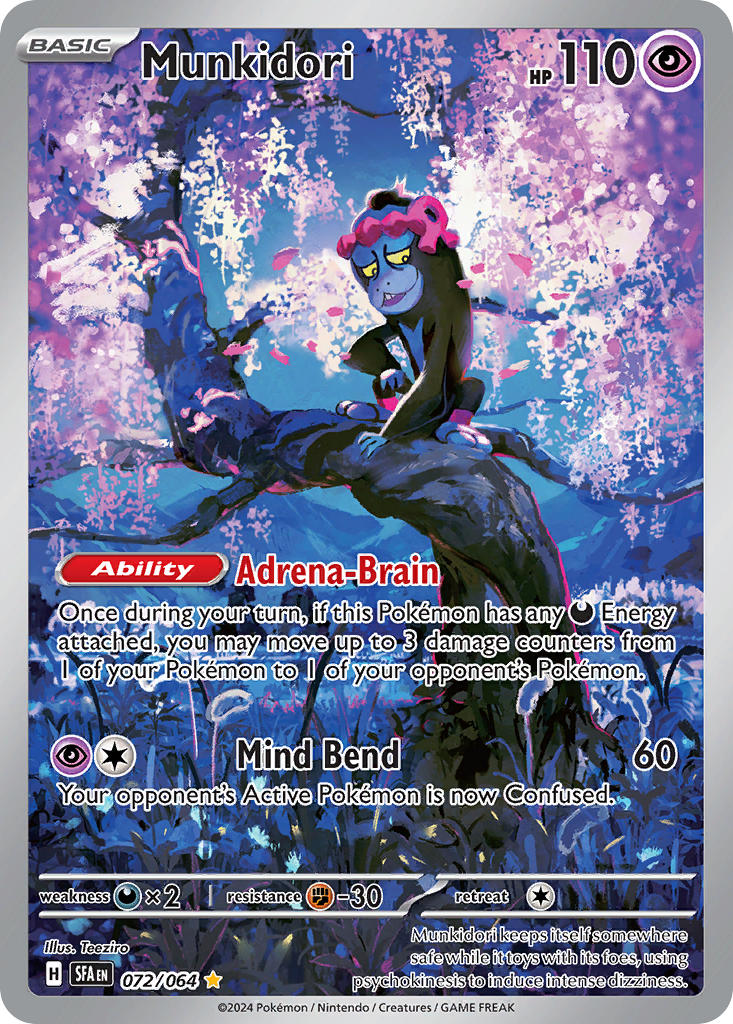 BASIC Munkidori HP 110
Ability Adrena-Brain
Once during your turn, if this Pokémon has any Energy
attached, you may move up to 3 damage counters from
1 of your Pokémon to 1 of your opponent's Pokémon.
Mind Bend 60
Your opponent's Active Pokémon is now Confused.
weakness ×2 resistance -30 retreat
Illus. Teeziro
Munkidori keeps itself somewhere
safe while it toys with its foes, using
psychokinesis to induce intense dizziness.
H SFA EN 072/064
©2024 Pokémon / Nintendo / Creatures / GAME FREAK